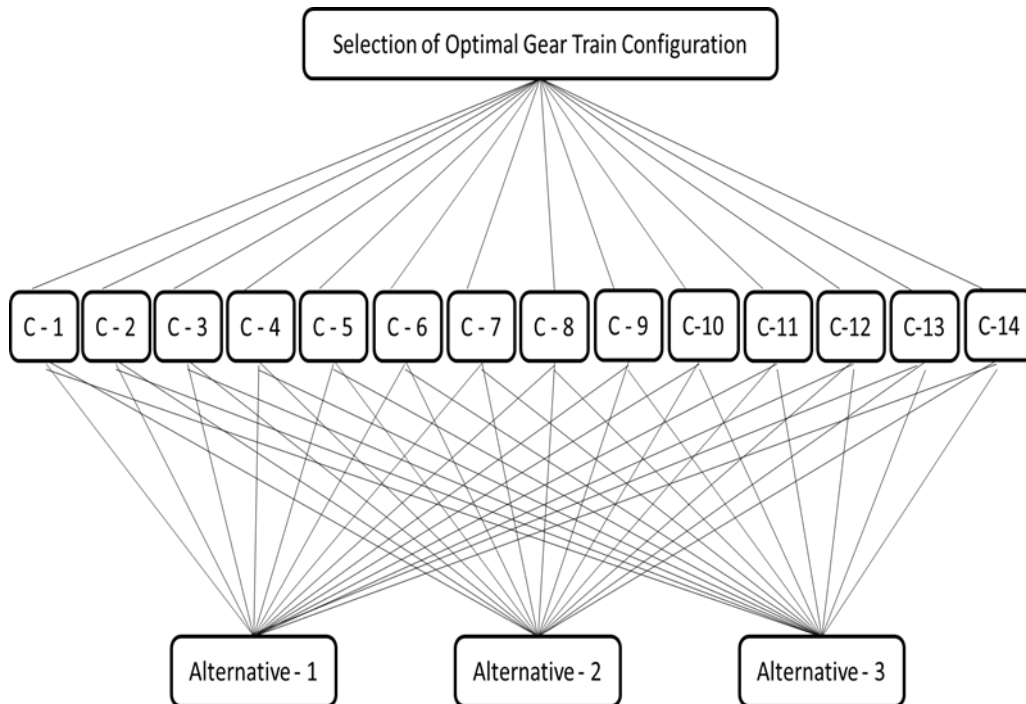 Selection of Optimal Gear Train Configuration
C - 1
C - 2
C - 3
C - 4
C - 5
C - 6
C - 7
C - 8
C - 9
C-10
C-11
C-12
C-13
C-14
Alternative - 1
Alternative - 2
Alternative - 3